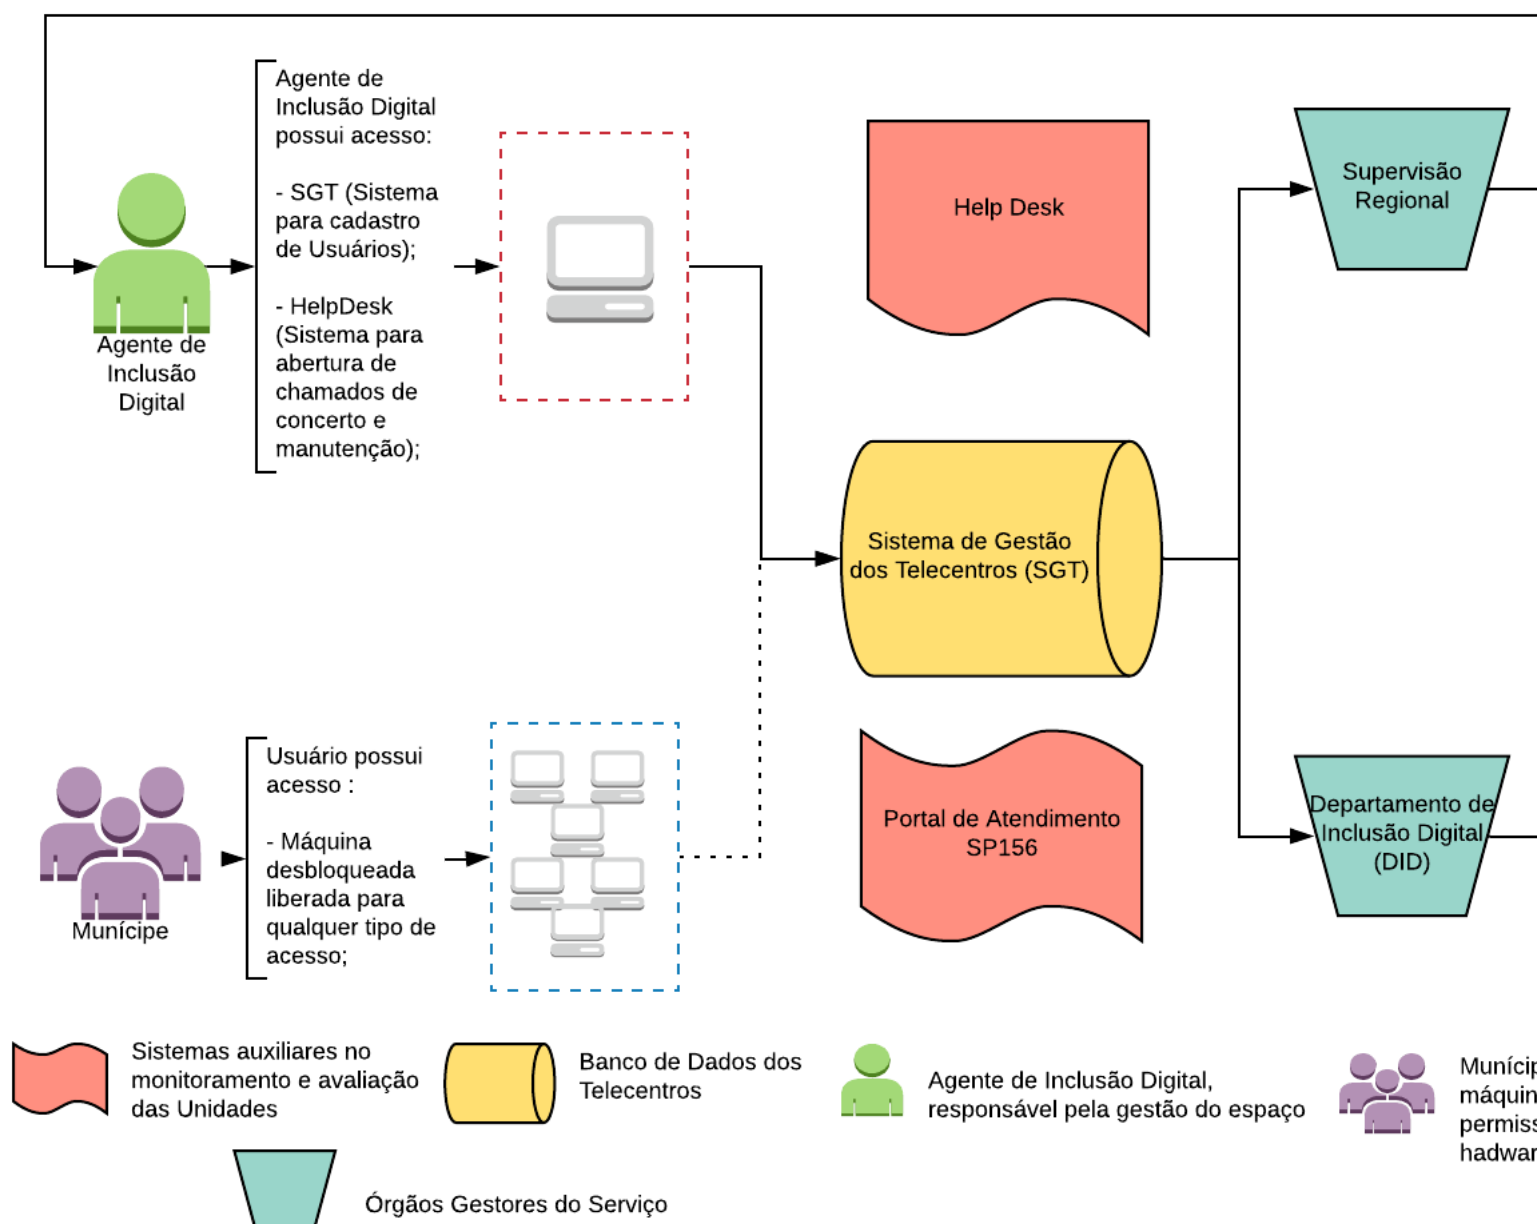 Agente de
Inclusão Digital
possui acesso:
- SGT (Sistema
para cadastro
de Usuários);
- HelpDesk
(Sistema para
abertura de
chamados de
concerto e
manutenção);
Agente de
Inclusão
Digital
Help Desk
Supervisão
Regional
Sistema de Gestão
dos Telecentros (SGT)
Usuário possui
acesso :
- Máquina
desbloqueada
liberada para
qualquer tipo de
acesso;
Munícipe
Portal de Atendimento
SP156
Departamento de
Inclusão Digital
(DID)
Sistemas auxiliares no
monitoramento e avaliação
das Unidades
Banco de Dados dos
Telecentros
Agente de Inclusão Digital,
responsável pela gestão do espaço
Órgãos Gestores do Serviço